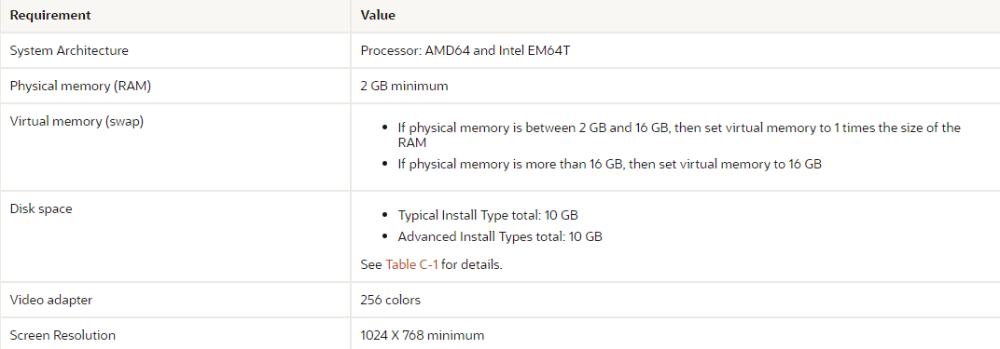 Requirement Value
System Architecture Processor: AMD64 and Intel EM64T
Physical memory (RAM) 2 GB minimum
Virtual memory (swap)
• If physical memory is between 2 GB and 16 GB, then set virtual memory to 1 times the size of the
RAM
• If physical memory is more than 16 GB, then set virtual memory to 16 GB
Disk space
• Typical Install Type total: 10 GB
• Advanced Install Types total: 10 GB
See Table C-1 for details.
Video adapter 256 colors
Screen Resolution 1024 X 768 minimum